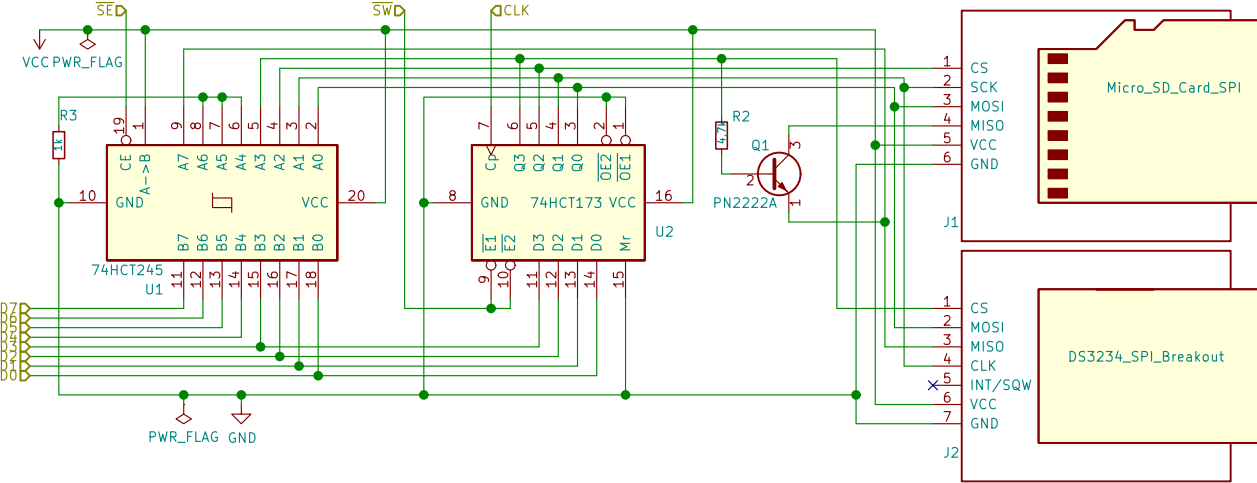 SE
SW
CLK
VCC PWR_FLAG
R3
1k
19 1 9 8 7 6 5 4 3 2
CE A->B A7 A6 A5 A4 A3 A2 A1 A0
10 GND VCC 20
B7 B6 B5 B4 B3 B2 B1 B0
11 12 13 14 15 16 17 18
74HCT245
U1
7 6 5 4 3 2 1
Cp Q3 Q2 Q1 Q0 OE2 OE1
8 GND 74HCT173 VCC 16
E1 E2 D3 D2 D1 D0 Mr
9 10 11 12 13 14 15
U2
R2
4.7k
Q1
3
2
1
PN2222A
1 CS
2 SCK
3 MOSI
4 MISO
5 VCC
6 GND
Micro_SD_Card_SPI
J1
1 CS
2 MOSI
3 MISO
4 CLK
5 INT/SQW
6 VCC
7 GND
DS3234_SPI_Breakout
J2
D7
D6
D5
D4
D3
D2
D1
D0
PWR_FLAG GND